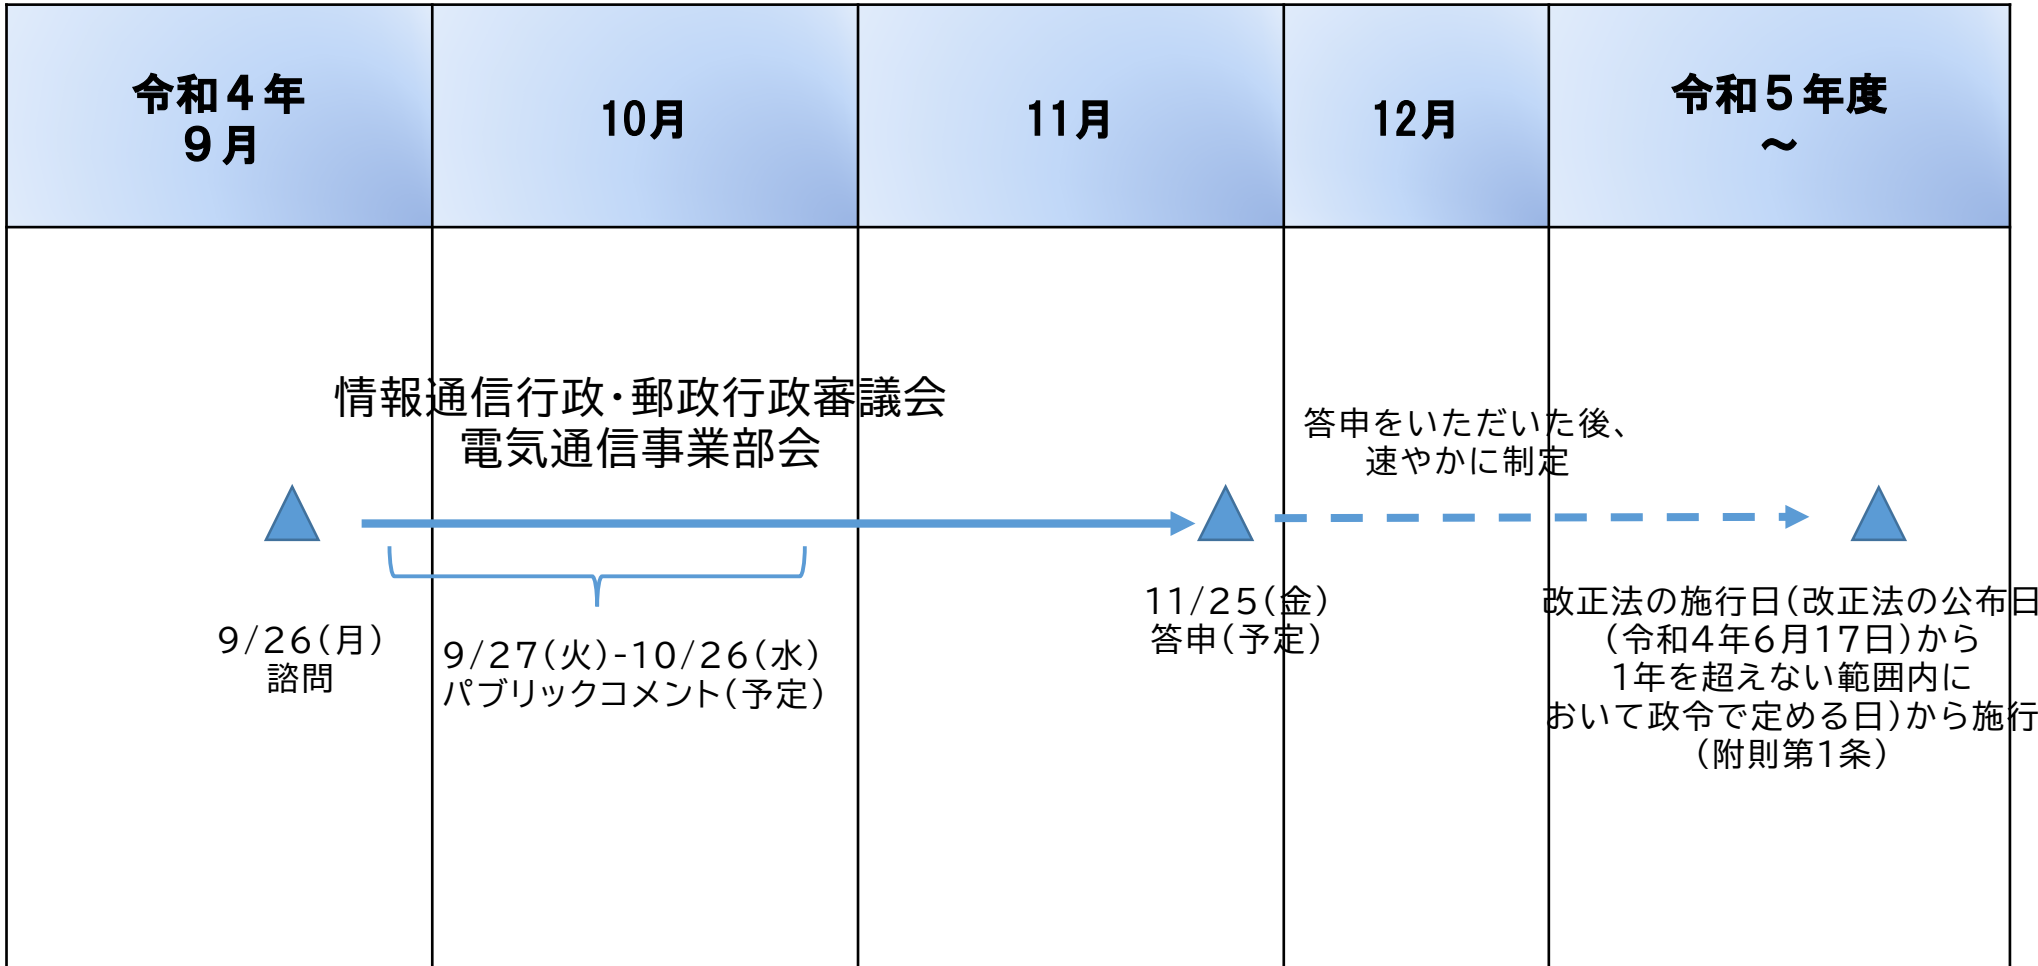 令和４年
９月
10月
11月
12月
令和５年度
～
情報通信行政・郵政行政審議会
電気通信事業部会
答申をいただいた後、
速やかに制定
9/26(月)
諮問
9/27(火)-10/26(水)
パブリックコメント(予定)
11/25(金)
答申(予定)
改正法の施行日(改正法の公布日
(令和4年6月17日)から
1年を超えない範囲内に
おいて政令で定める日)から施行
(附則第1条)